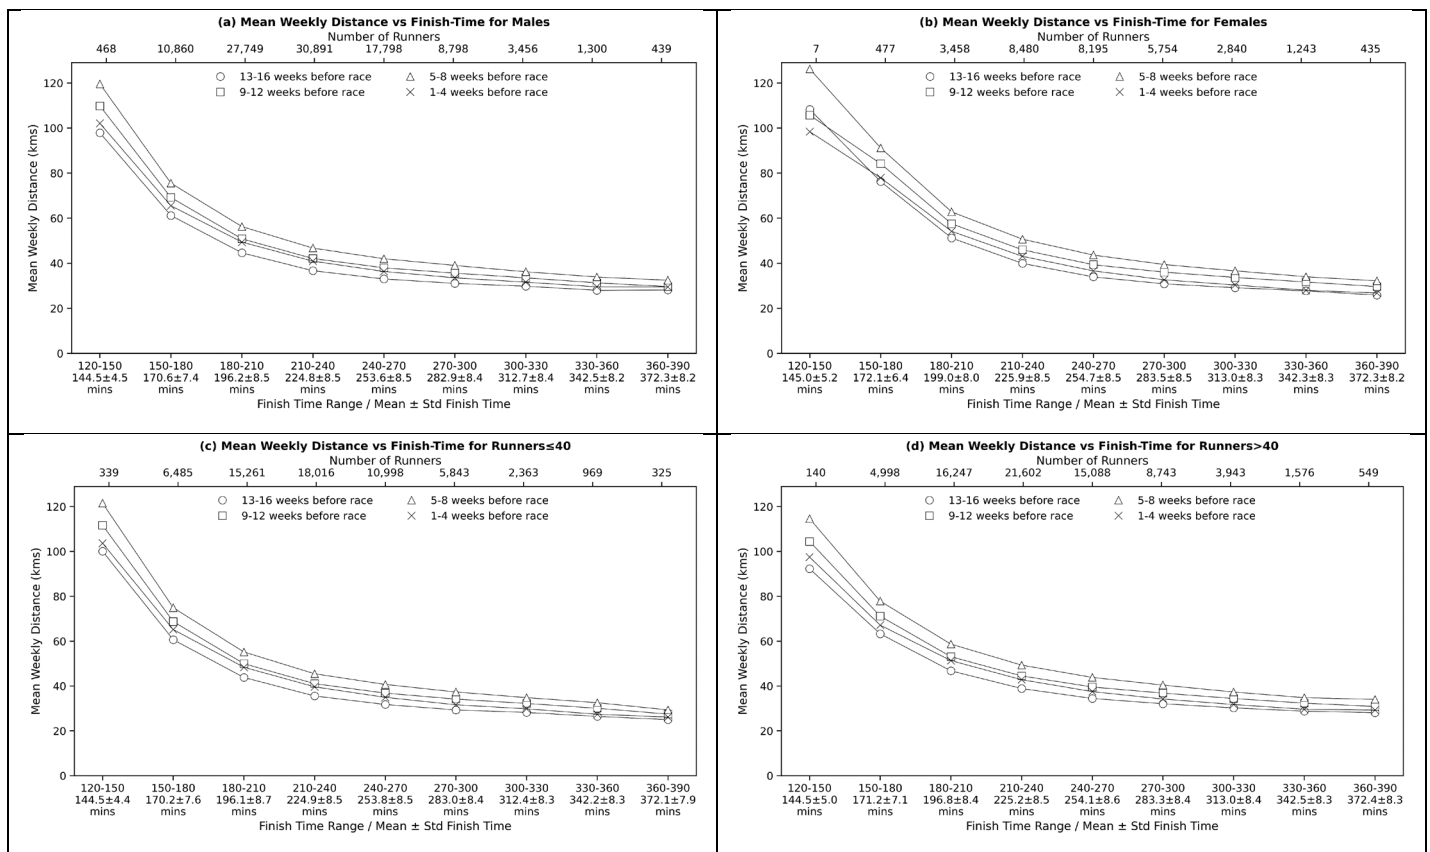 (a) Mean Weekly Distance vs Finish-Time for Males
Number of Runners
468 10,860 27,749 30,891 17,798 8,798 3,456 1,300 439
13-16 weeks before race 5-8 weeks before race
9-12 weeks before race 1-4 weeks before race
Mean Weekly Distance (kms)
120
100
80
60
40
20
0
120-150 150-180 180-210 210-240 240-270 270-300 300-330 330-360 360-390
144.5±4.5 170.6±7.4 196.2±8.5 224.8±8.5 253.6±8.5 282.9±8.4 312.7±8.4 342.5±8.2 372.3±8.2
mins mins mins mins mins mins mins mins mins
Finish Time Range / Mean ± Std Finish Time
(b) Mean Weekly Distance vs Finish-Time for Females
Number of Runners
7 477 3,458 8,480 8,195 5,754 2,840 1,243 435
13-16 weeks before race 5-8 weeks before race
9-12 weeks before race 1-4 weeks before race
Mean Weekly Distance (kms)
120
100
80
60
40
20
0
120-150 150-180 180-210 210-240 240-270 270-300 300-330 330-360 360-390
145.0±5.2 172.1±6.4 199.0±8.0 225.9±8.5 254.7±8.5 283.5±8.5 313.0±8.3 342.3±8.3 372.3±8.2
mins mins mins mins mins mins mins mins mins
Finish Time Range / Mean ± Std Finish Time
(c) Mean Weekly Distance vs Finish-Time for Runners≤40
Number of Runners
339 6,485 15,261 18,016 10,998 5,843 2,363 969 325
13-16 weeks before race 5-8 weeks before race
9-12 weeks before race 1-4 weeks before race
Mean Weekly Distance (kms)
120
100
80
60
40
20
0
120-150 150-180 180-210 210-240 240-270 270-300 300-330 330-360 360-390
144.5±4.4 170.2±7.6 196.1±8.7 224.9±8.5 253.8±8.5 283.0±8.4 312.4±8.3 342.2±8.3 372.1±7.9
mins mins mins mins mins mins mins mins mins
Finish Time Range / Mean ± Std Finish Time
(d) Mean Weekly Distance vs Finish-Time for Runners>40
Number of Runners
140 4,998 16,247 21,602 15,088 8,743 3,943 1,576 549
13-16 weeks before race 5-8 weeks before race
9-12 weeks before race 1-4 weeks before race
Mean Weekly Distance (kms)
120
100
80
60
40
20
0
120-150 150-180 180-210 210-240 240-270 270-300 300-330 330-360 360-390
144.5±5.0 171.2±7.1 196.8±8.4 225.2±8.5 254.1±8.6 283.3±8.4 313.0±8.4 342.5±8.3 372.4±8.3
mins mins mins mins mins mins mins mins mins
Finish Time Range / Mean ± Std Finish Time